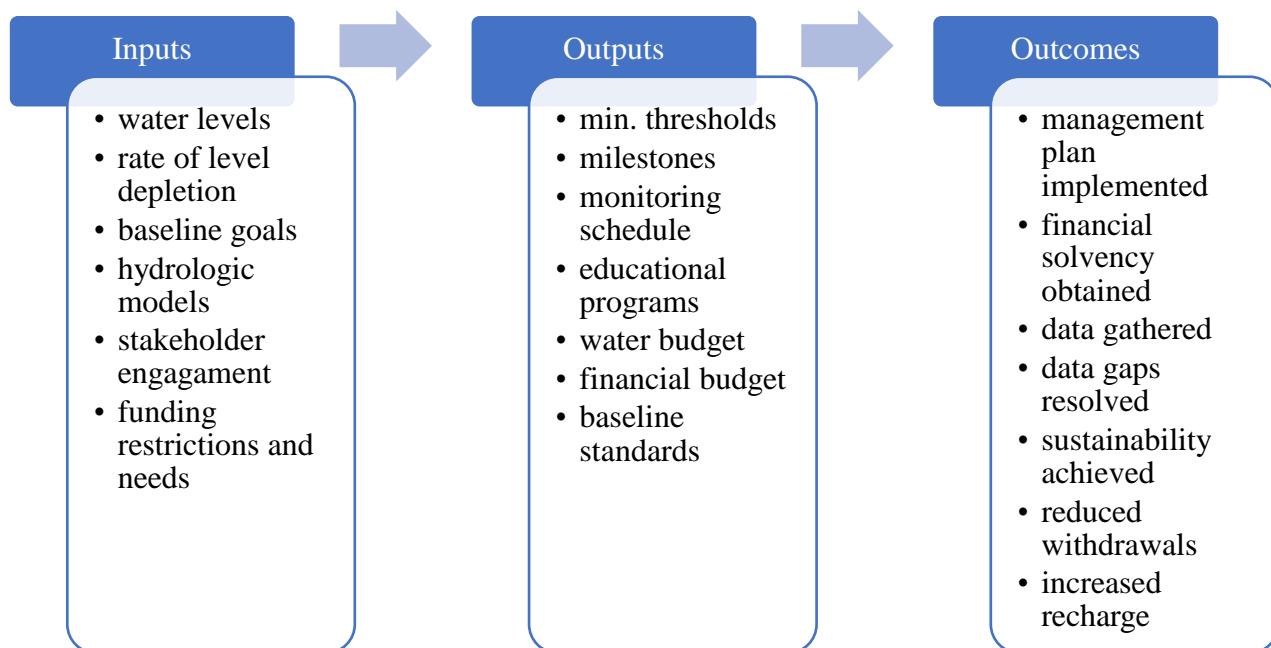 Inputs
• water levels
• rate of level
depletion
• baseline goals
• hydrologic
models
• stakeholder
engagament
• funding
restrictions and
needs
Outputs
• min. thresholds
• milestones
• monitoring
schedule
• educational
programs
• water budget
• financial budget
• baseline
standards
Outcomes
• management
plan
implemented
• financial
solvency
obtained
• data gathered
• data gaps
resolved
• sustainability
achieved
• reduced
withdrawals
• increased
recharge